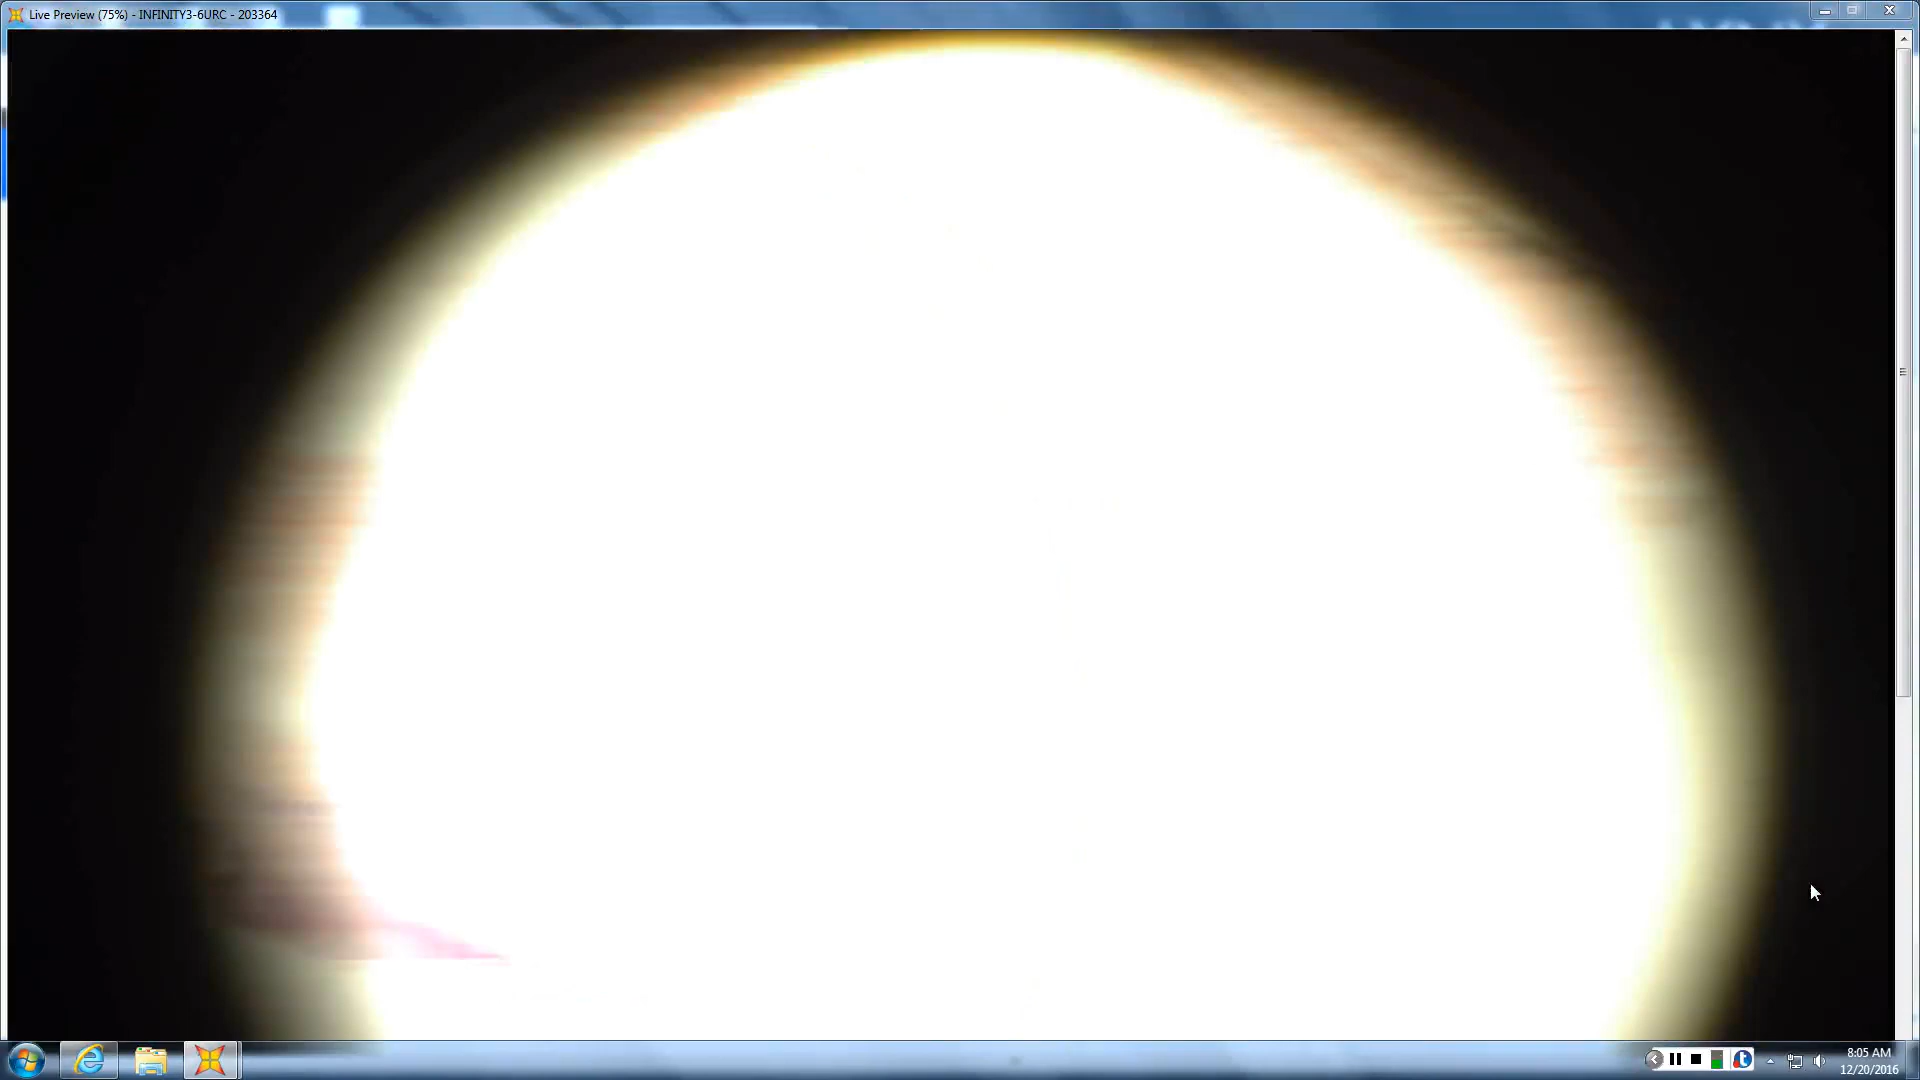 Live Preview (75%) - INFINITY3-6URC - 203364
8:05 AM
12/20/2016